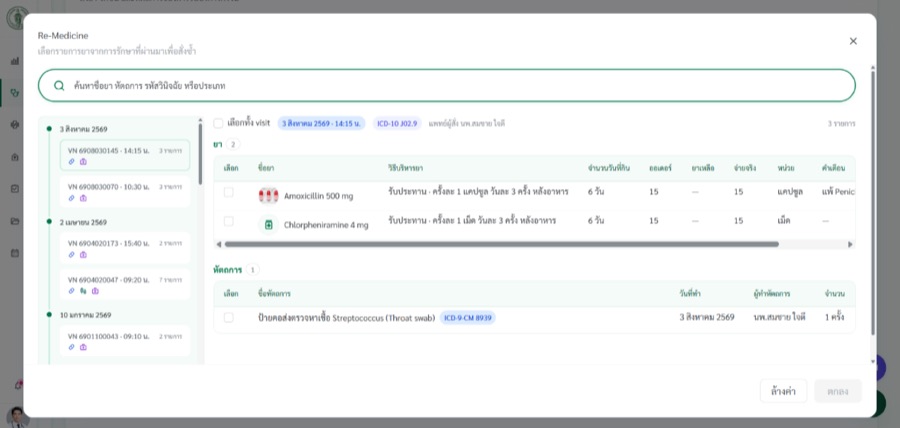 Re-Medicine
เลือกรายการยาจากการรักษาที่ผ่านมาเพื่อสั่งซ้ำ
ค้นหาชื่อยา หัตถการ รหัสวินิจฉัย หรือประเภท
3 สิงหาคม 2569
VN 6908030145 · 14:15 น. 3 รายการ
VN 6908030070 · 10:30 น. 3 รายการ
2 เมษายน 2569
VN 6904020173 · 15:40 น. 2 รายการ
VN 6904020047 · 09:20 น. 7 รายการ
10 มกราคม 2569
VN 6901100043 · 09:10 น. 2 รายการ
เลือกทั้ง visit 3 สิงหาคม 2569 · 14:15 น. ICD-10 J02.9 แพทย์ผู้สั่ง นพ.สมชาย ใจดี 3 รายการ
ยา 2
เลือก ชื่อยา วิธีบริหารยา จำนวนวันที่กิน ออเดอร์ ยาเหลือ จ่ายจริง หน่วย คำเตือน
Amoxicillin 500 mg รับประทาน · ครั้งละ 1 แคปซูล วันละ 3 ครั้ง หลังอาหาร 6 วัน 15 — 15 แคปซูล แพ้ Penic
Chlorpheniramine 4 mg รับประทาน · ครั้งละ 1 เม็ด วันละ 3 ครั้ง หลังอาหาร 6 วัน 15 — 15 เม็ด —
หัตถการ 1
เลือก ชื่อหัตถการ วันที่ทำ ผู้ทำหัตถการ จำนวน
ป้ายคอส่งตรวจหาเชื้อ Streptococcus (Throat swab) ICD-9-CM 8939 3 สิงหาคม 2569 นพ.สมชาย ใจดี 1 ครั้ง
ล้างค่า ตกลง